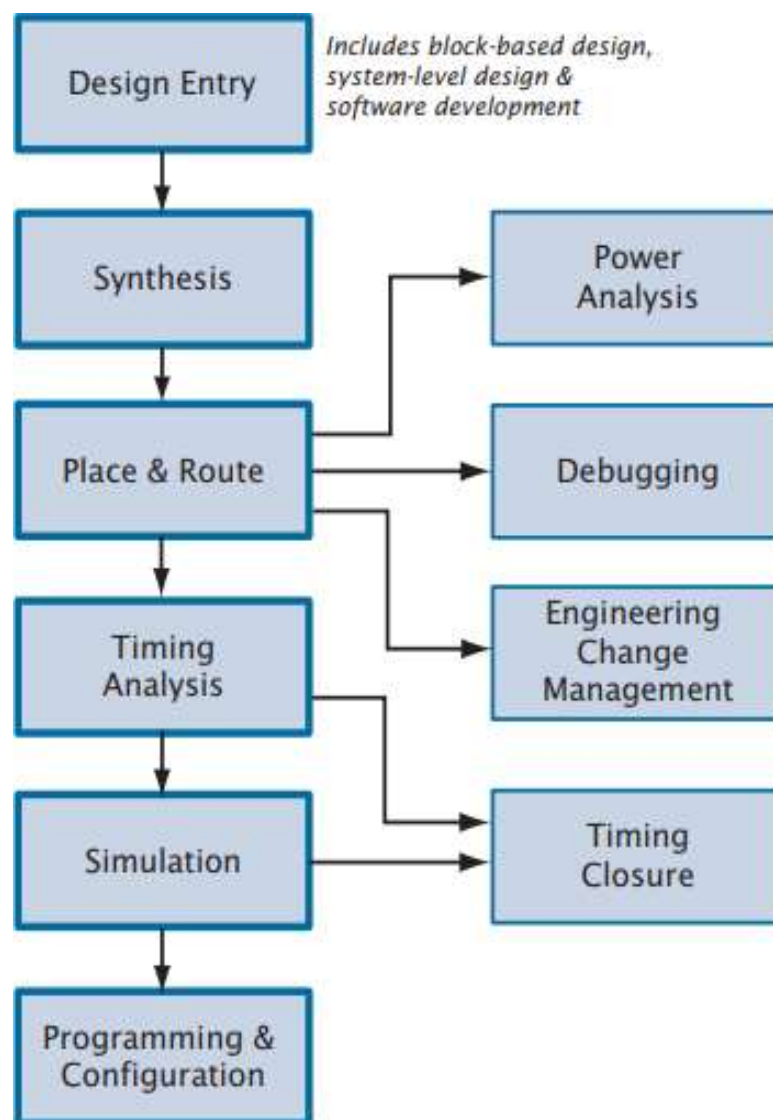 Design Entry
Includes block-based design,
system-level design &
software development
Synthesis
Power
Analysis
Place & Route
Debugging
Timing
Analysis
Engineering
Change
Management
Simulation
Timing
Closure
Programming &
Configuration